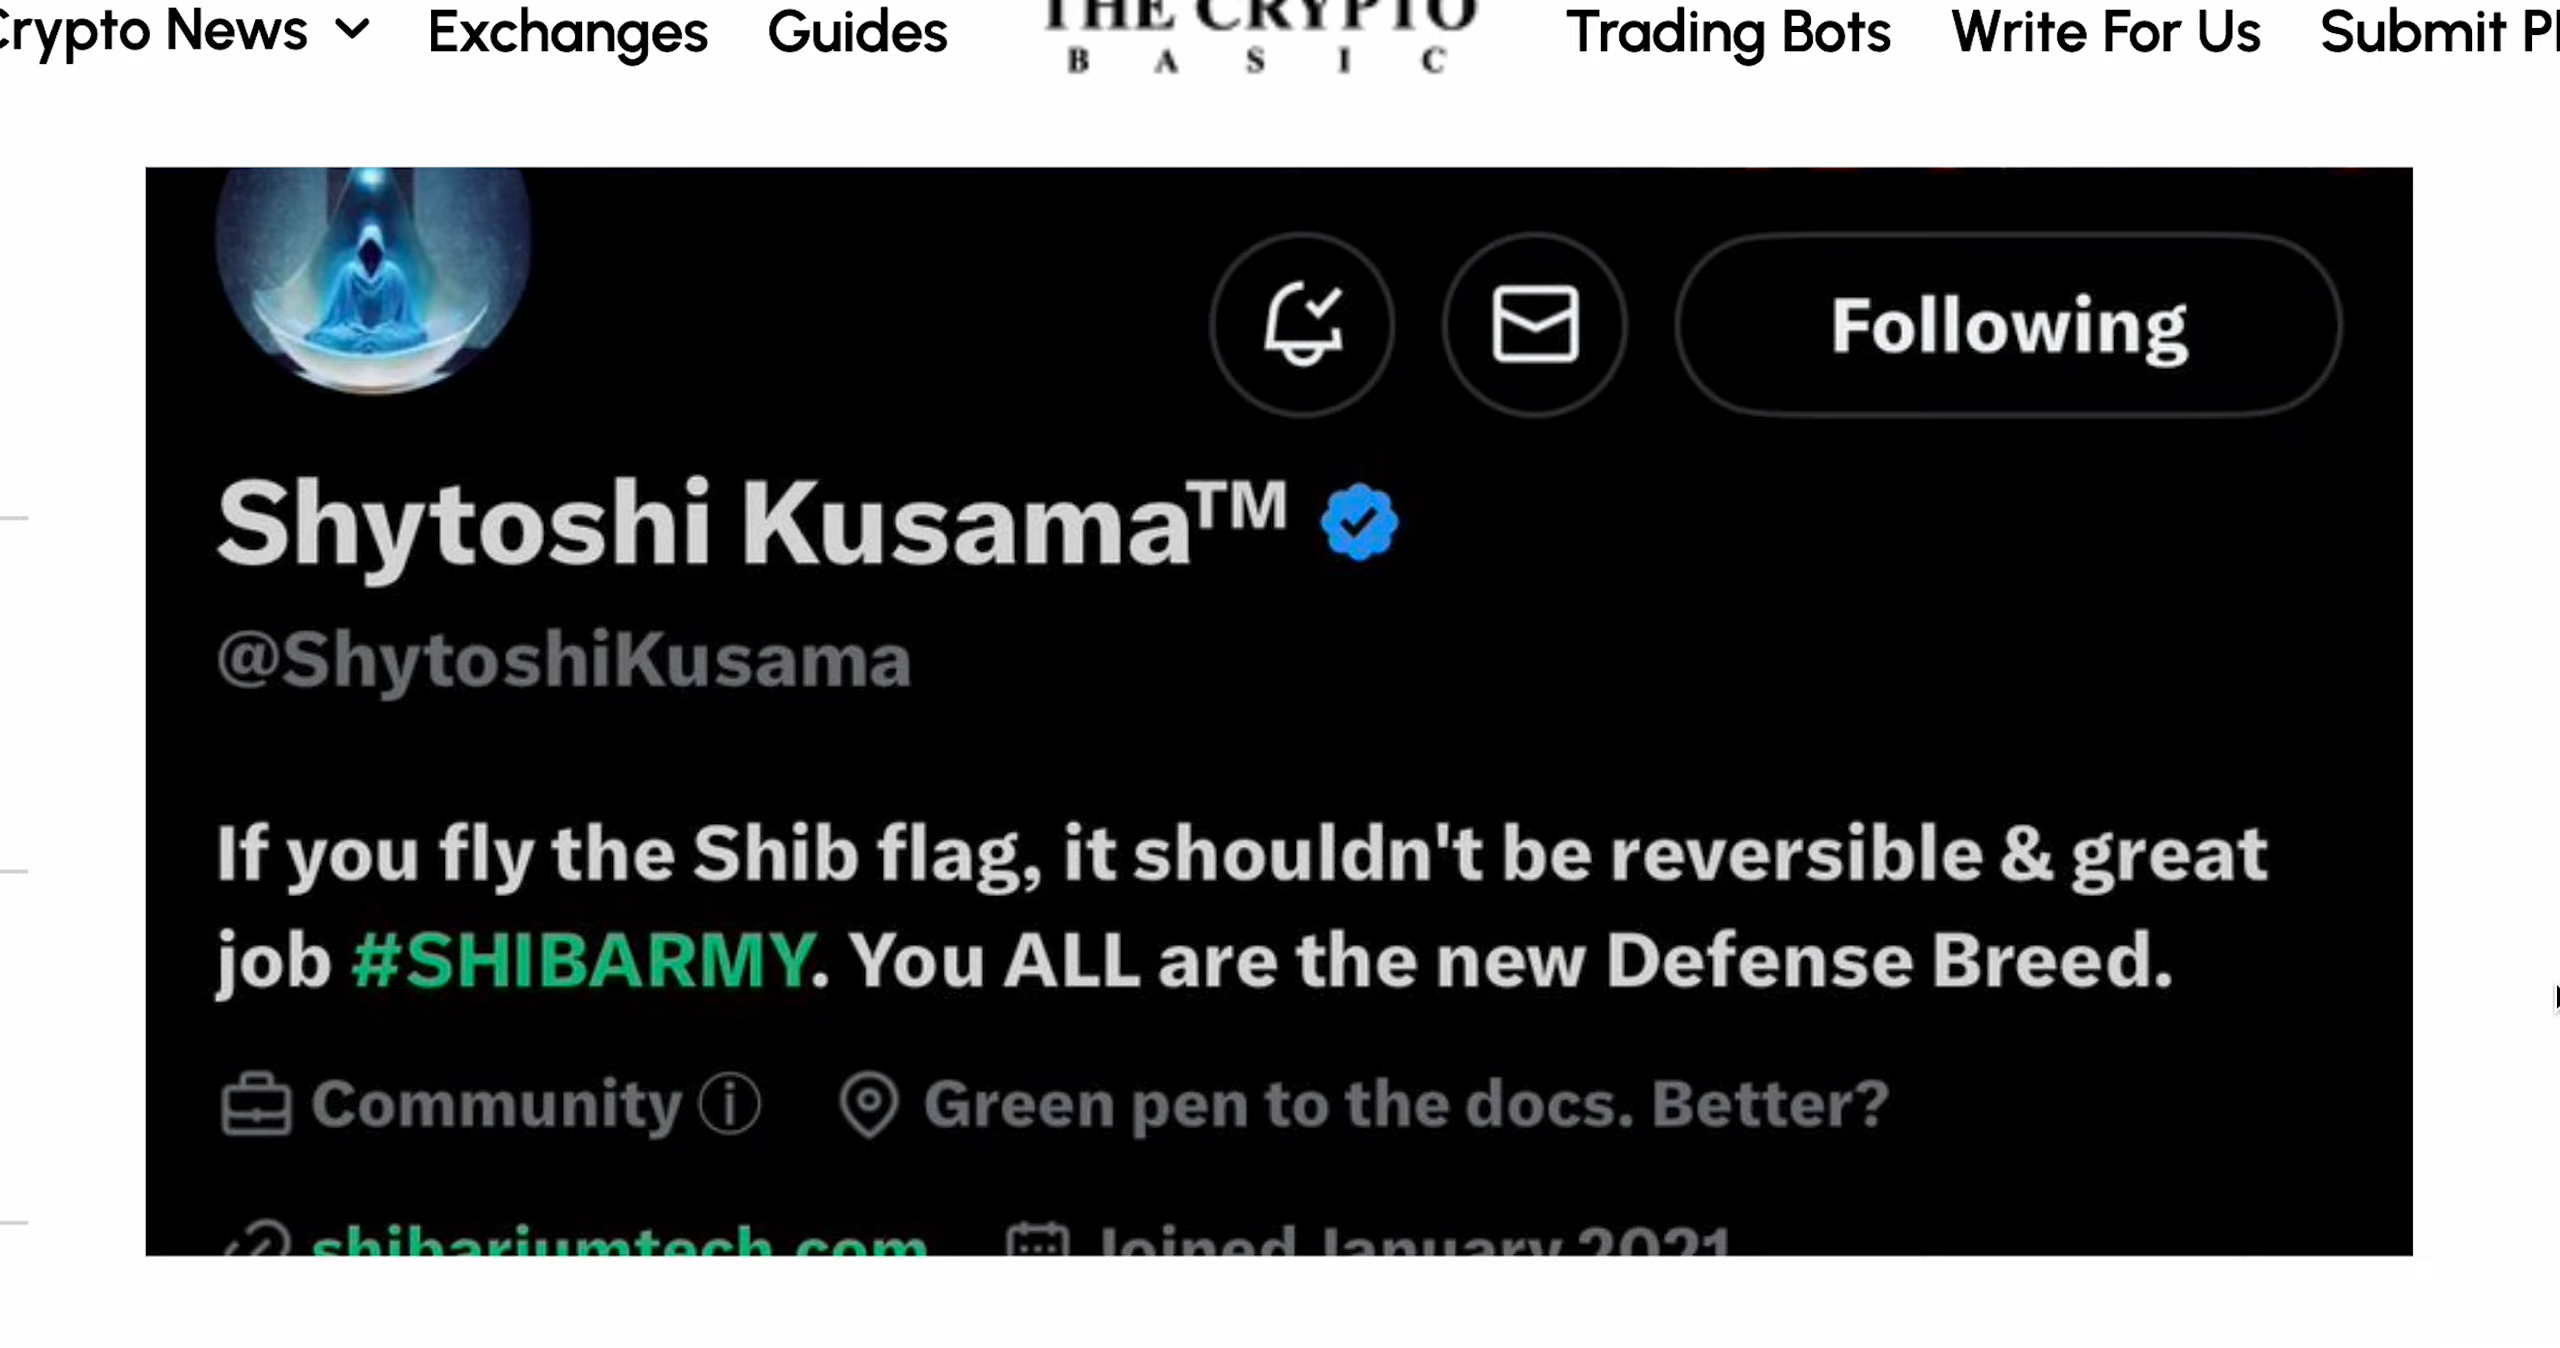 Crypto News
Exchanges
Guides
THE CRYPTO
BASIC
Trading Bots
Write For Us
Submit
Following
Shytoshi Kusama™
@ShytoshiKusama
If you fly the Shib flag, it shouldn't be reversible & great
job #SHIBARMY. You ALL are the new Defense Breed.
Community
Green pen to the docs. Better?
shibariumtech.com
Joined January 2021